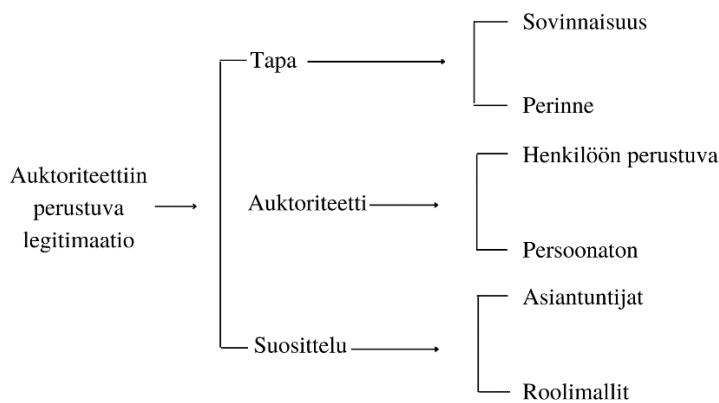 Auktoriteettiin
perustuva
legitimaatio
Tapa
Sovinnaisuus
Perinne
Auktoriteetti
Henkilöön perustuva
Persoonaton
Suosittelu
Asiantuntijat
Roolimallit